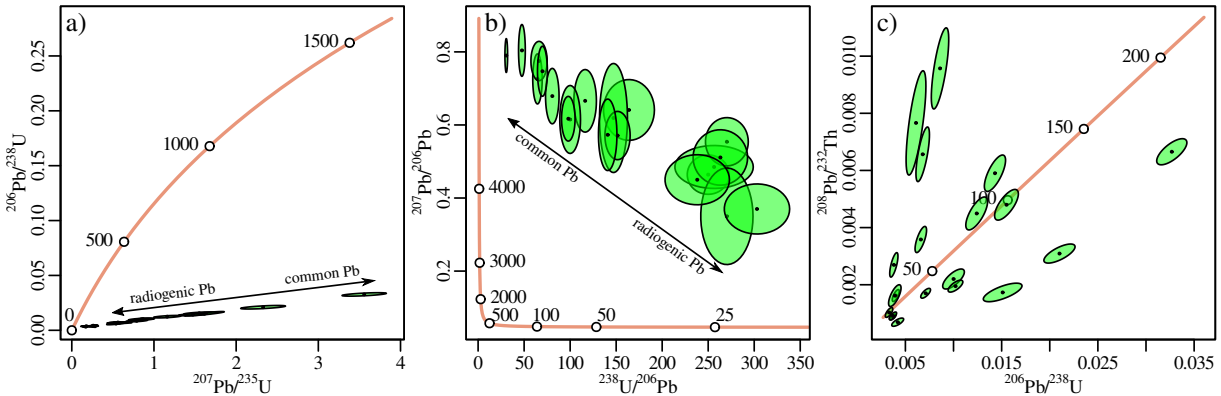 a)
²⁰⁶Pb/²³⁸U
0.00 0.05 0.10 0.15 0.20 0.25
0
500
1000
1500
radiogenic Pb
common Pb
0 1 2 3 4
²⁰⁷Pb/²³⁵U
b)
²⁰⁷Pb/²⁰⁶Pb
0.2 0.4 0.6 0.8
4000
3000
2000
500 100 50 25
common Pb
radiogenic Pb
0 50 100 150 200 250 300 350
²³⁸U/²⁰⁶Pb
c)
²⁰⁸Pb/²³²Th
0.002 0.004 0.006 0.008 0.010
50
100
150
200
0.005 0.015 0.025 0.035
²⁰⁶Pb/²³⁸U